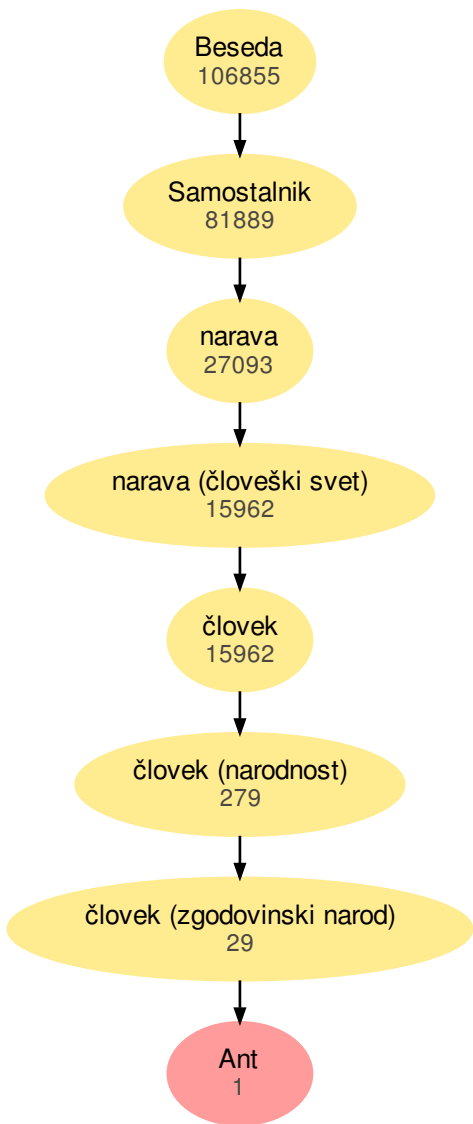 Beseda
106855
Samostalnik
81889
narava
27093
narava (človeški svet)
15962
človek
15962
človek (narodnost)
279
človek (zgodovinski narod)
29
Ant
1